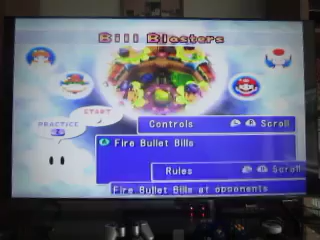 Bill Blasters
START
PRACTICE
Controls Scroll
A Fire Bullet Bills
Rules R Scroll
Fire Bullet Bills at opponents